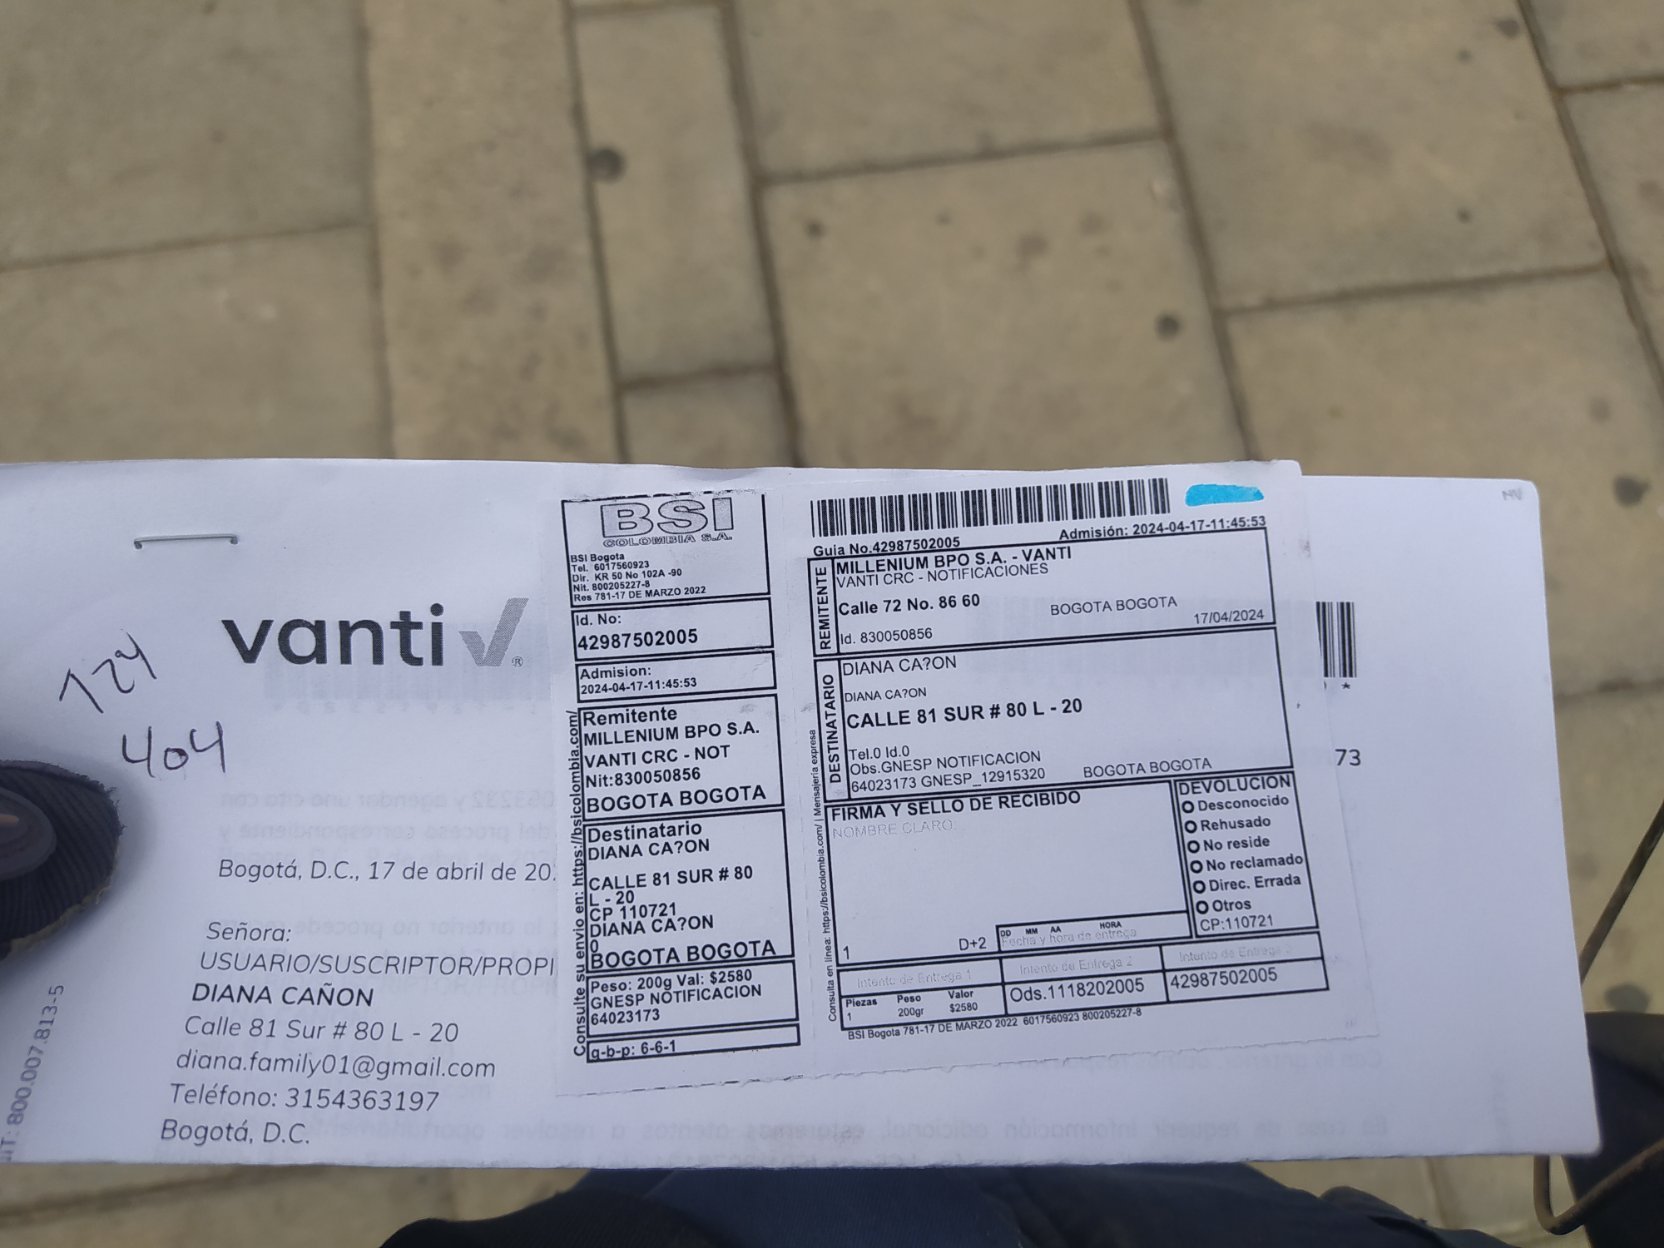 124
404
vanti
Bogotá, D.C., 17 de abril de 20
Señora:
USUARIO/SUSCRIPTOR/PROPI
DIANA CAÑON
Calle 81 Sur # 80 L - 20
diana.family01@gmail.com
Teléfono: 3154363197
Bogotá, D.C.
800.007.813-5
BSI
COLOMBIA S.A.
BSI Bogota
Tel. 6017560923
Dir. KR 50 No 102A -90
Nit. 800205227-8
Res 781-17 DE MARZO 2022
Id. No:
42987502005
Admision:
2024-04-17-11:45:53
Remitente
MILLENIUM BPO S.A.
VANTI CRC - NOT
Nit:830050856
BOGOTA BOGOTA
Destinatario
DIANA CA?ON
CALLE 81 SUR # 80
L - 20
CP 110721
DIANA CA?ON
0
BOGOTA BOGOTA
Peso: 200g Val: $2580
GNESP NOTIFICACION
64023173
g-b-p: 6-6-1
Consulte su envio en: https://bsicolombia.com/
Guia No.42987502005 Admisión: 2024-04-17-11:45:53
REMITENTE
MILLENIUM BPO S.A. - VANTI
VANTI CRC - NOTIFICACIONES
Calle 72 No. 86 60 BOGOTA BOGOTA
17/04/2024
Id. 830050856
DESTINATARIO
DIANA CA?ON
DIANA CA?ON
CALLE 81 SUR # 80 L - 20
Tel.0 Id.0
Obs.GNESP NOTIFICACION
64023173 GNESP_12915320 BOGOTA BOGOTA
FIRMA Y SELLO DE RECIBIDO
NOMBRE CLARO:
DEVOLUCION
Desconocido
Rehusado
No reside
No reclamado
Direc. Errada
Otros
CP:110721
1 D+2
DD MM AA HORA
Fecha y hora de entrega
Intento de Entrega 1 Intento de Entrega 2 Intento de Entrega 3
Piezas Peso Valor
1 200gr $2580
Ods.1118202005 42987502005
BSI Bogota 781-17 DE MARZO 2022 6017560923 800205227-8
Consulta en linea: https://bsicolombia.com/ | Mensajeria expresa
*
73